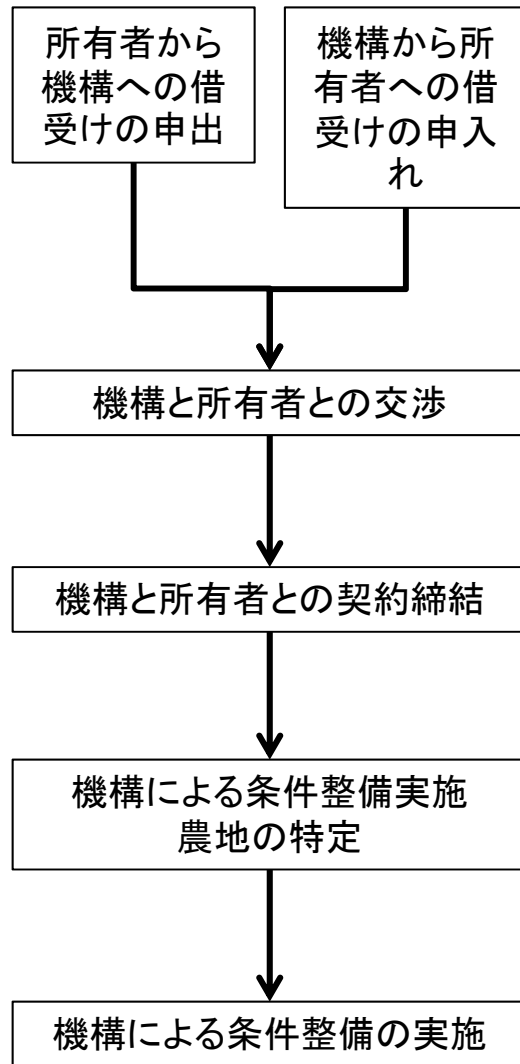 所有者から
機構への借
受けの申出
機構から所
有者への借
受けの申入
れ
機構と所有者との交渉
機構と所有者との契約締結
機構による条件整備実施
農地の特定
機構による条件整備の実施